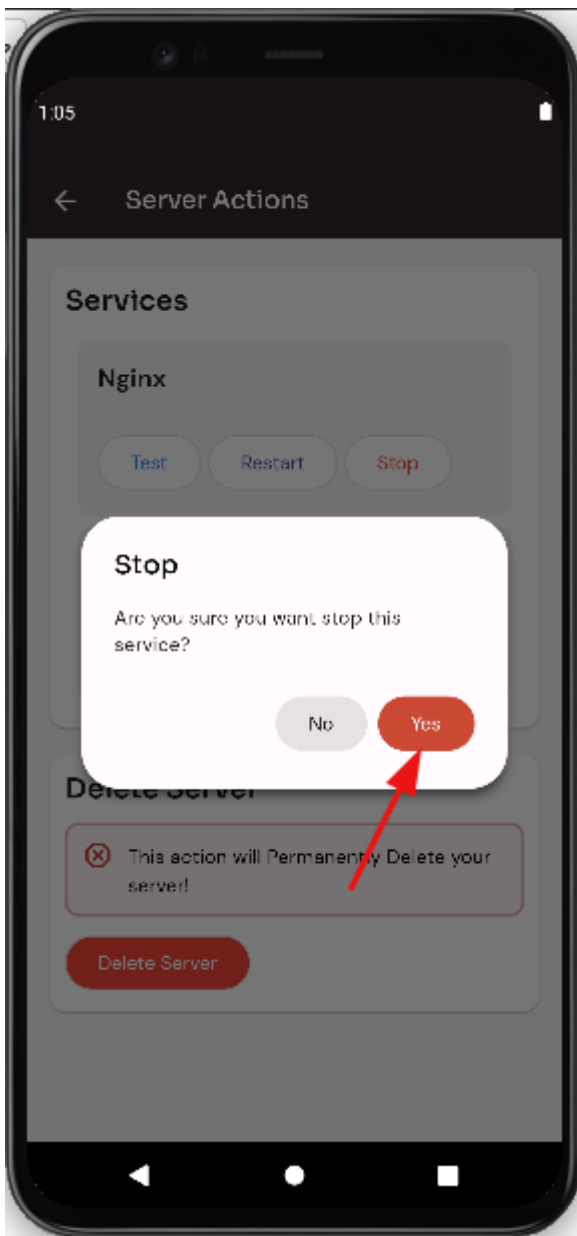 1:05
Server Actions
Services
Nginx
Test Restart Stop
Stop
Are you sure you want stop this
service?
No Yes
Delete Server
This action will Permanently Delete your
server!
Delete Server